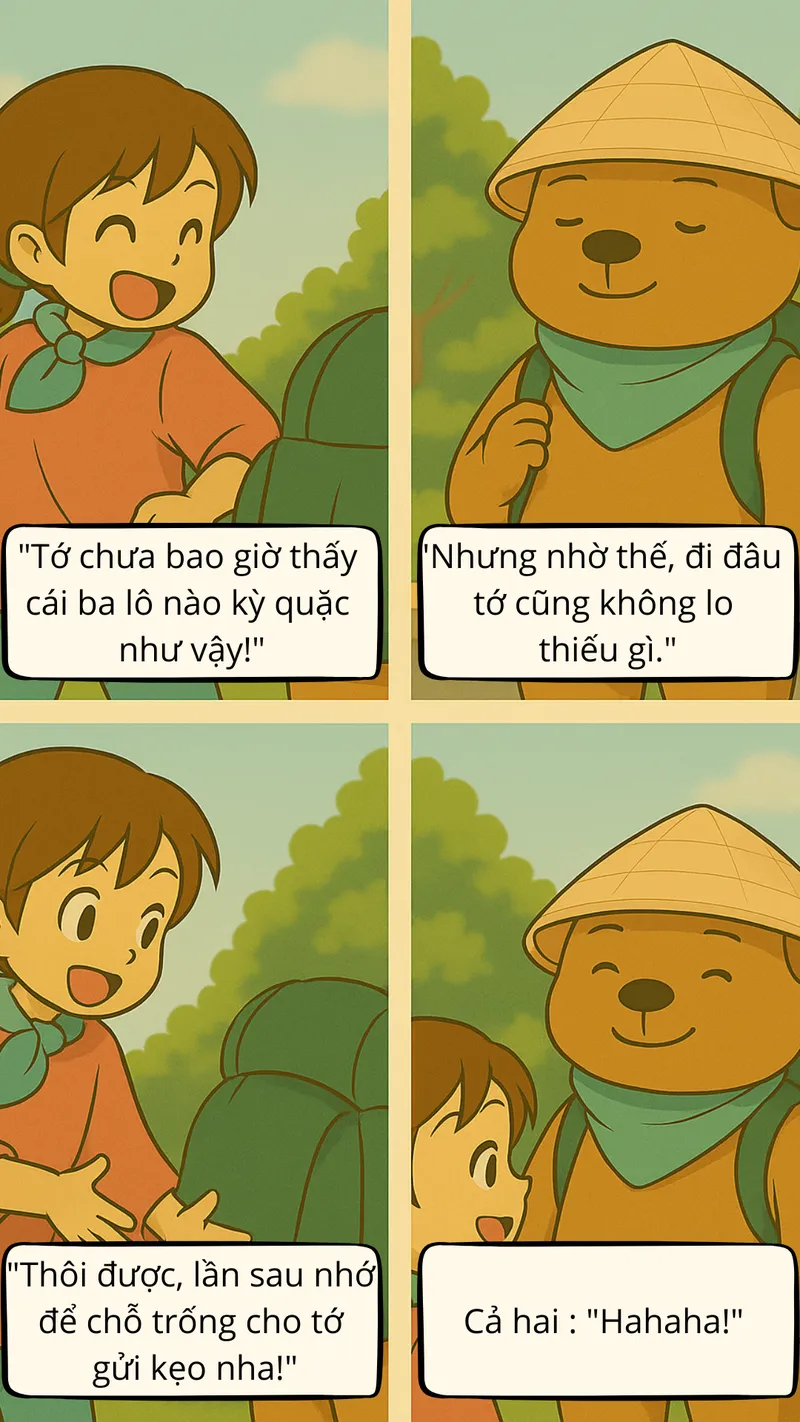 "Tớ chưa bao giờ thấy
cái ba lô nào kỳ quặc
như vậy!"
'Nhưng nhờ thế, đi đâu
tớ cũng không lo
thiếu gì."
"Thôi được, lần sau nhớ
để chỗ trống cho tớ
gửi kẹo nha!"
Cả hai : "Hahaha!"